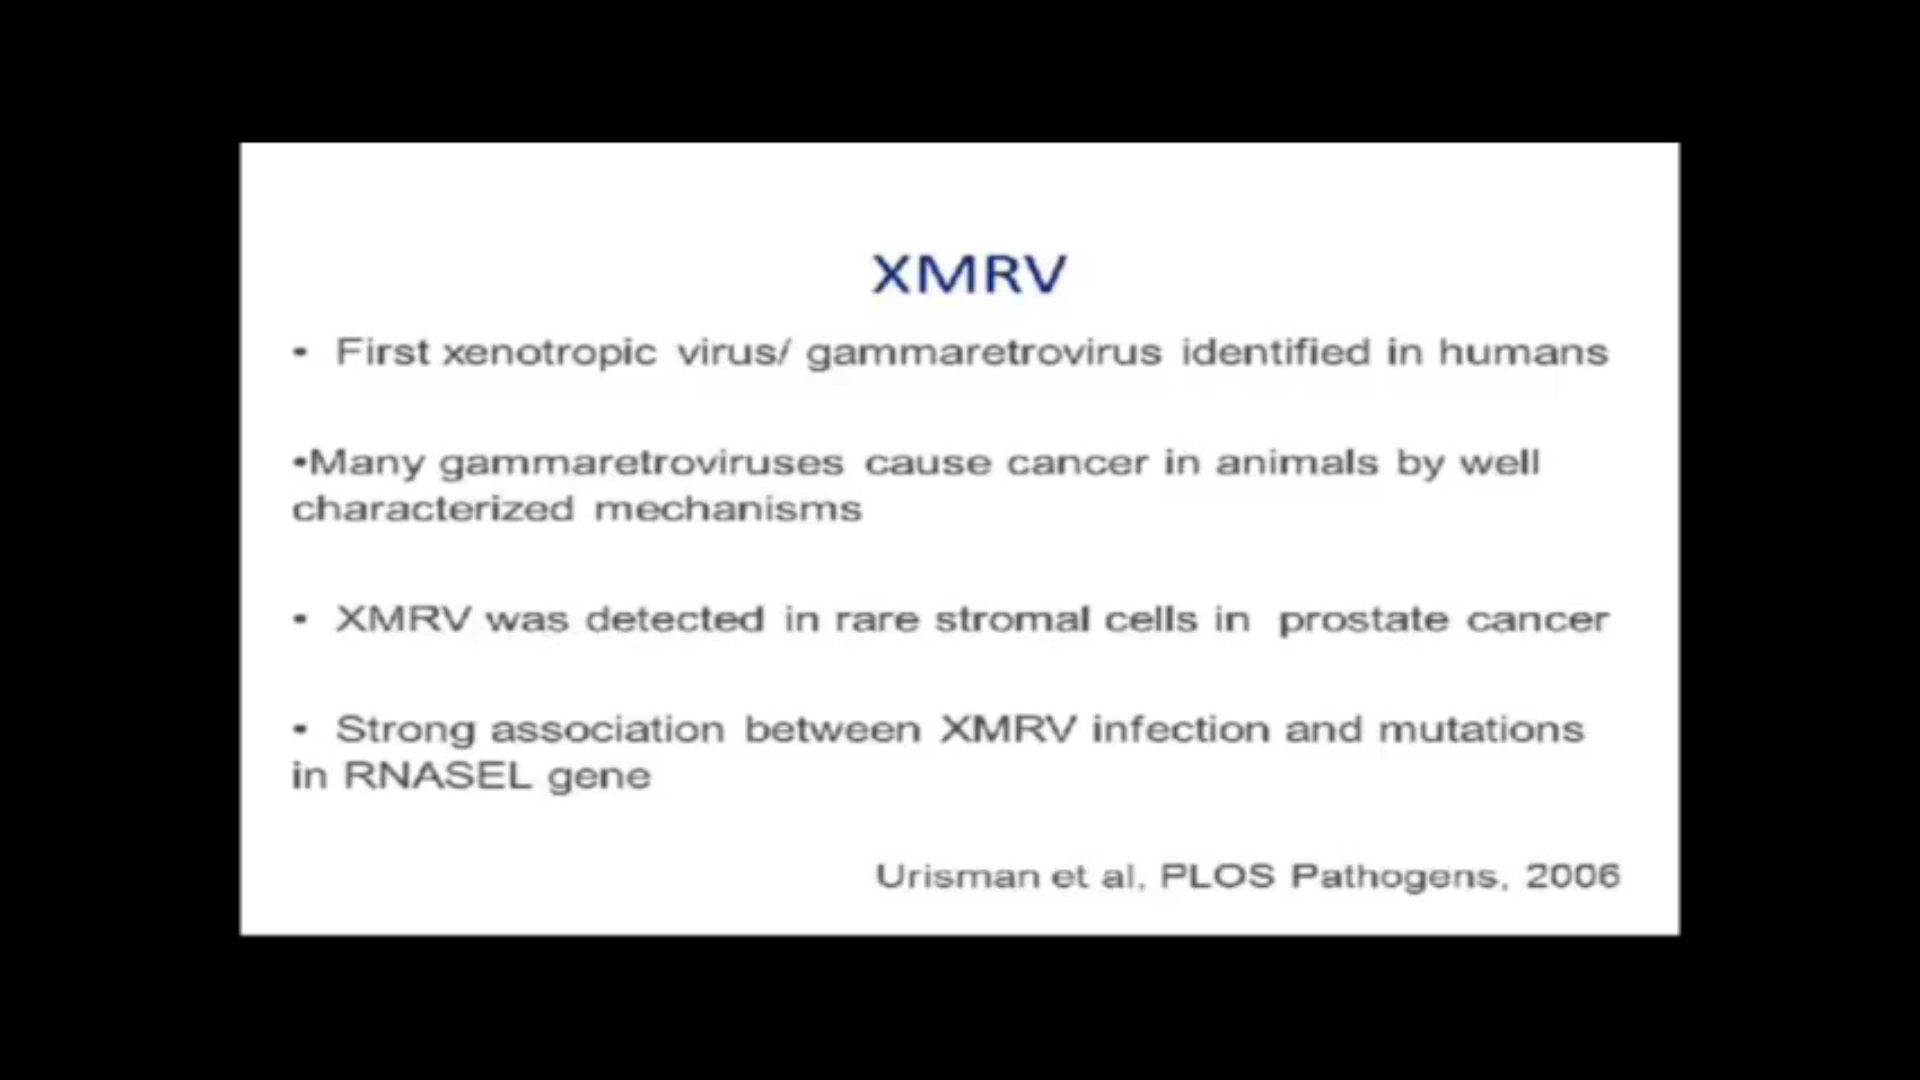 XMRV
• First xenotropic virus/ gammaretrovirus identified in humans
•Many gammaretroviruses cause cancer in animals by well
characterized mechanisms
• XMRV was detected in rare stromal cells in prostate cancer
• Strong association between XMRV infection and mutations
in RNASEL gene
Urisman et al, PLOS Pathogens, 2006